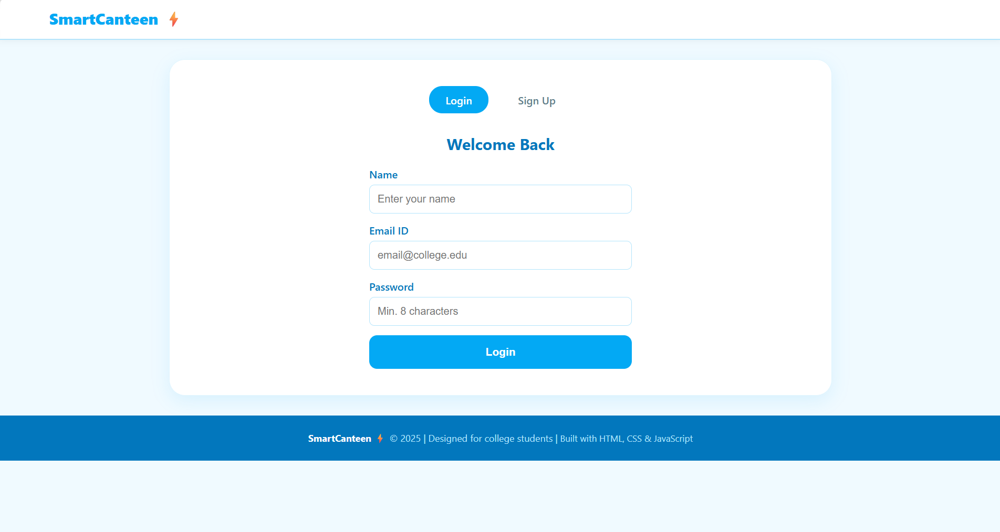 SmartCanteen ⚡
Login
Sign Up
Welcome Back
Name
Enter your name
Email ID
email@college.edu
Password
Min. 8 characters
Login
SmartCanteen ⚡ © 2025 | Designed for college students | Built with HTML, CSS & JavaScript